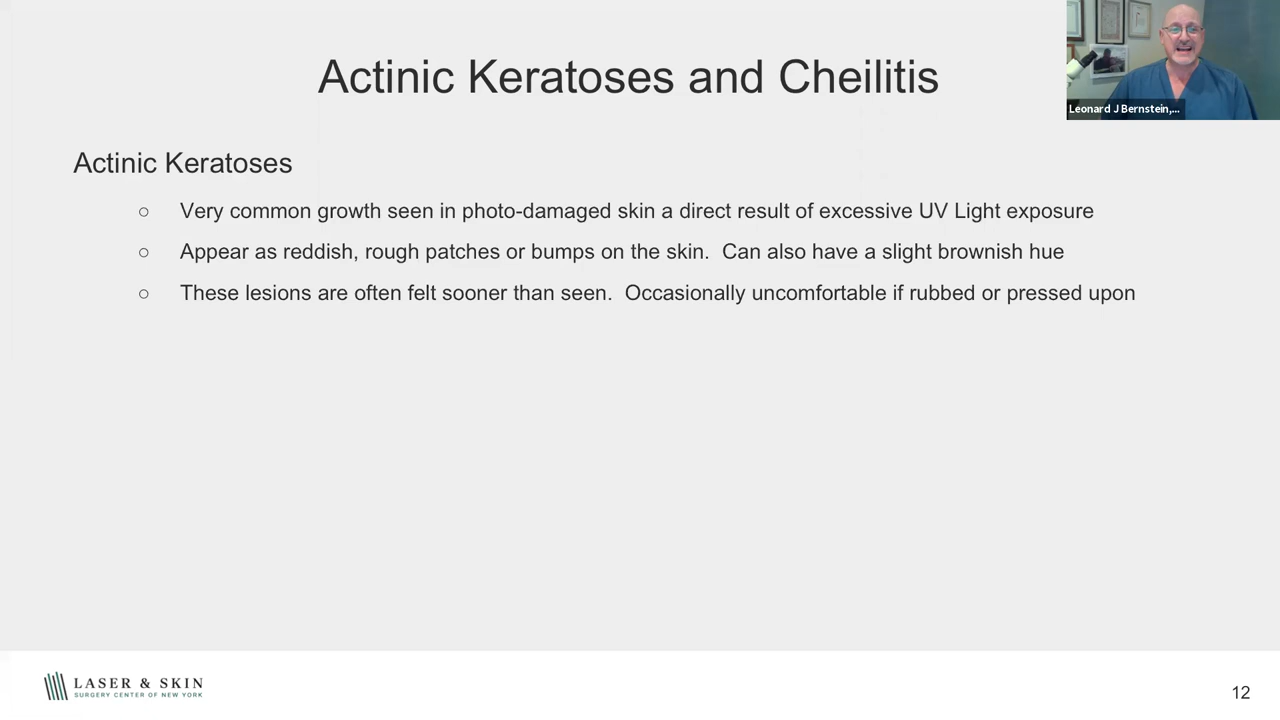 Actinic Keratoses and Cheilitis
Leonard J Bernstein,...
Actinic Keratoses
○ Very common growth seen in photo-damaged skin a direct result of excessive UV Light exposure
○ Appear as reddish, rough patches or bumps on the skin.  Can also have a slight brownish hue
○ These lesions are often felt sooner than seen.  Occasionally uncomfortable if rubbed or pressed upon
LASER & SKIN
SURGERY CENTER OF NEW YORK
12